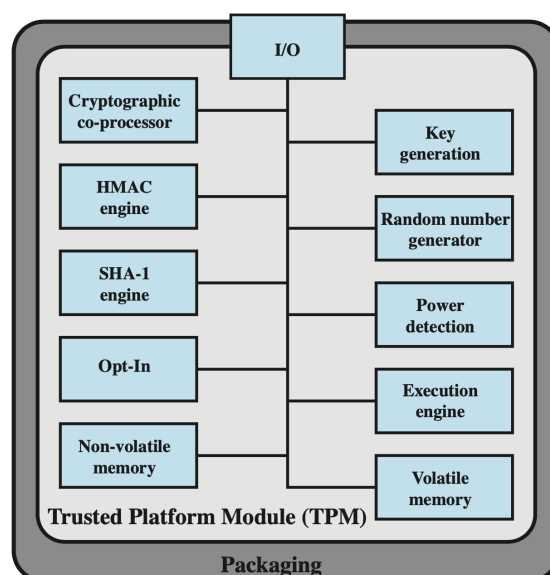 I/O
Cryptographic
co-processor
Key
generation
HMAC
engine
Random number
generator
SHA-1
engine
Power
detection
Opt-In
Execution
engine
Non-volatile
memory
Volatile
memory
Trusted Platform Module (TPM)
Packaging